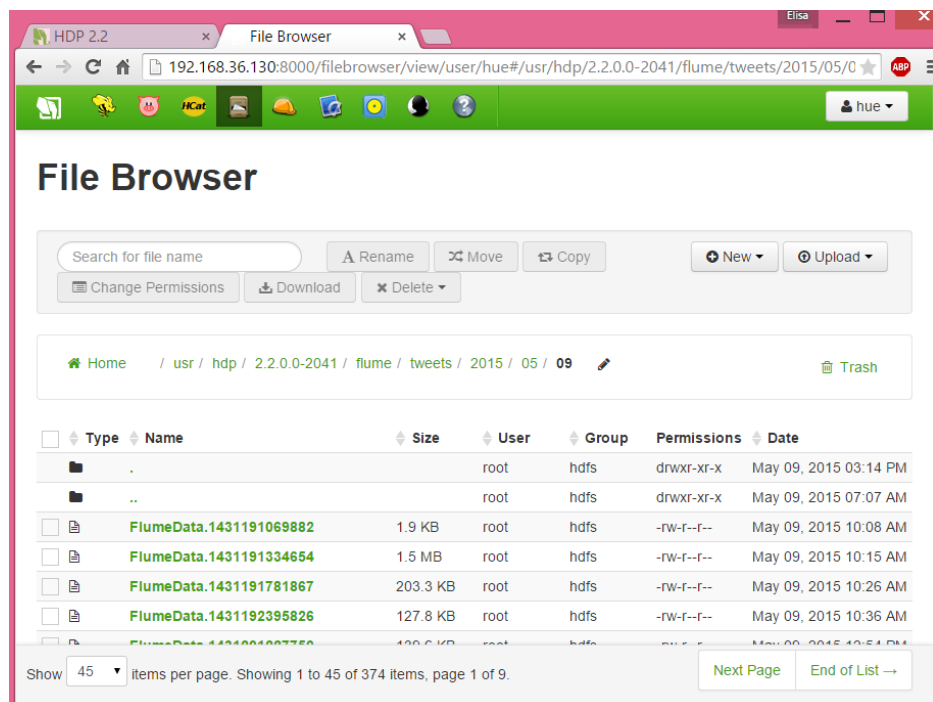 Elisa
HDP 2.2 × File Browser ×
192.168.36.130:8000/filebrowser/view/user/hue#/usr/hdp/2.2.0.0-2041/flume/tweets/2015/05/0 ABP
HCat hue
File Browser
Search for file name Rename Move Copy New Upload
Change Permissions Download Delete
Home / usr / hdp / 2.2.0.0-2041 / flume / tweets / 2015 / 05 / 09 Trash
Type Name Size User Group Permissions Date
. root hdfs drwxr-xr-x May 09, 2015 03:14 PM
.. root hdfs drwxr-xr-x May 09, 2015 07:07 AM
FlumeData.1431191069882 1.9 KB root hdfs -rw-r--r-- May 09, 2015 10:08 AM
FlumeData.1431191334654 1.5 MB root hdfs -rw-r--r-- May 09, 2015 10:15 AM
FlumeData.1431191781867 203.3 KB root hdfs -rw-r--r-- May 09, 2015 10:26 AM
FlumeData.1431192395826 127.8 KB root hdfs -rw-r--r-- May 09, 2015 10:36 AM
Show 45 items per page. Showing 1 to 45 of 374 items, page 1 of 9. Next Page End of List →